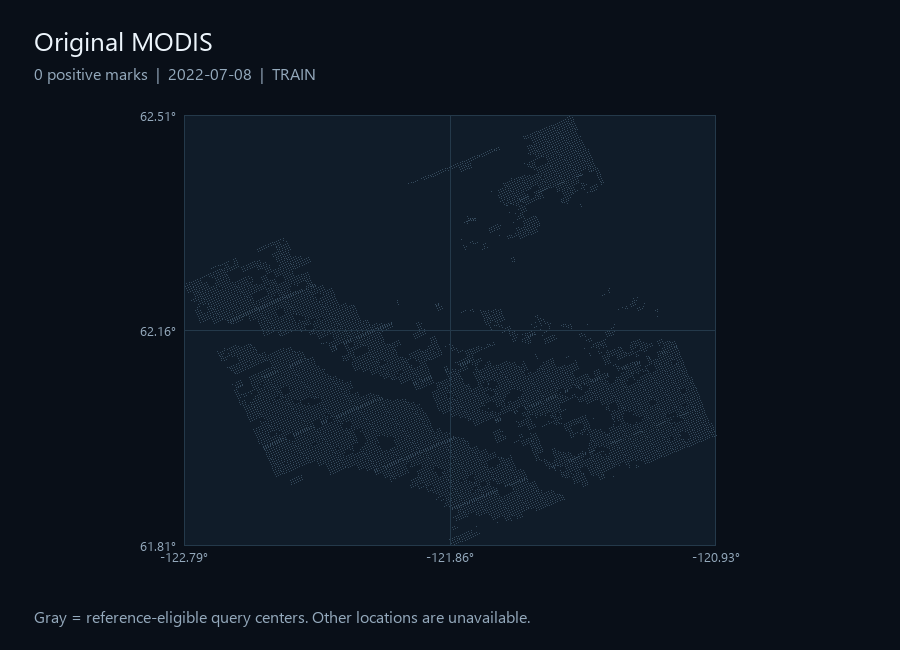 Original MODIS
0 positive marks | 2022-07-08 | TRAIN
62.51°
62.16°
61.81°
-122.79°
-121.86°
-120.93°
Gray = reference-eligible query centers. Other locations are unavailable.